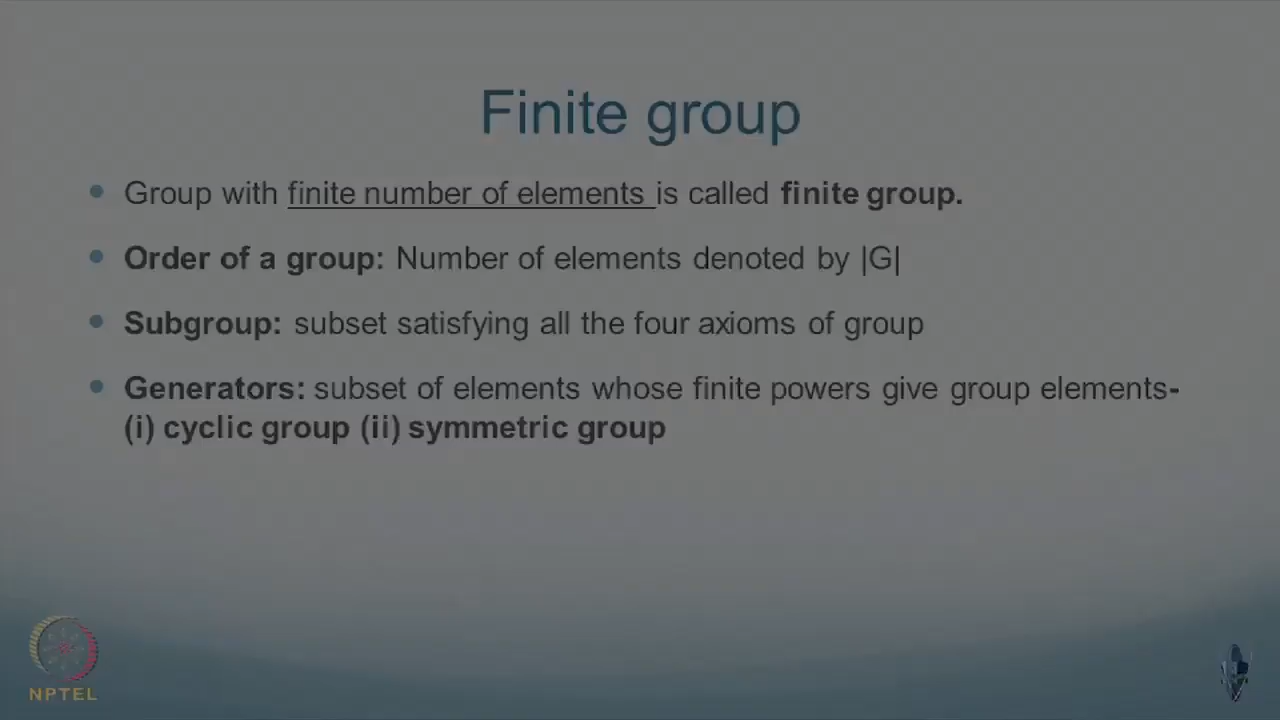 Finite group
• Group with finite number of elements is called finite group.
• Order of a group: Number of elements denoted by |G|
• Subgroup: subset satisfying all the four axioms of group
• Generators: subset of elements whose finite powers give group elements-
(i) cyclic group (ii) symmetric group
NPTEL